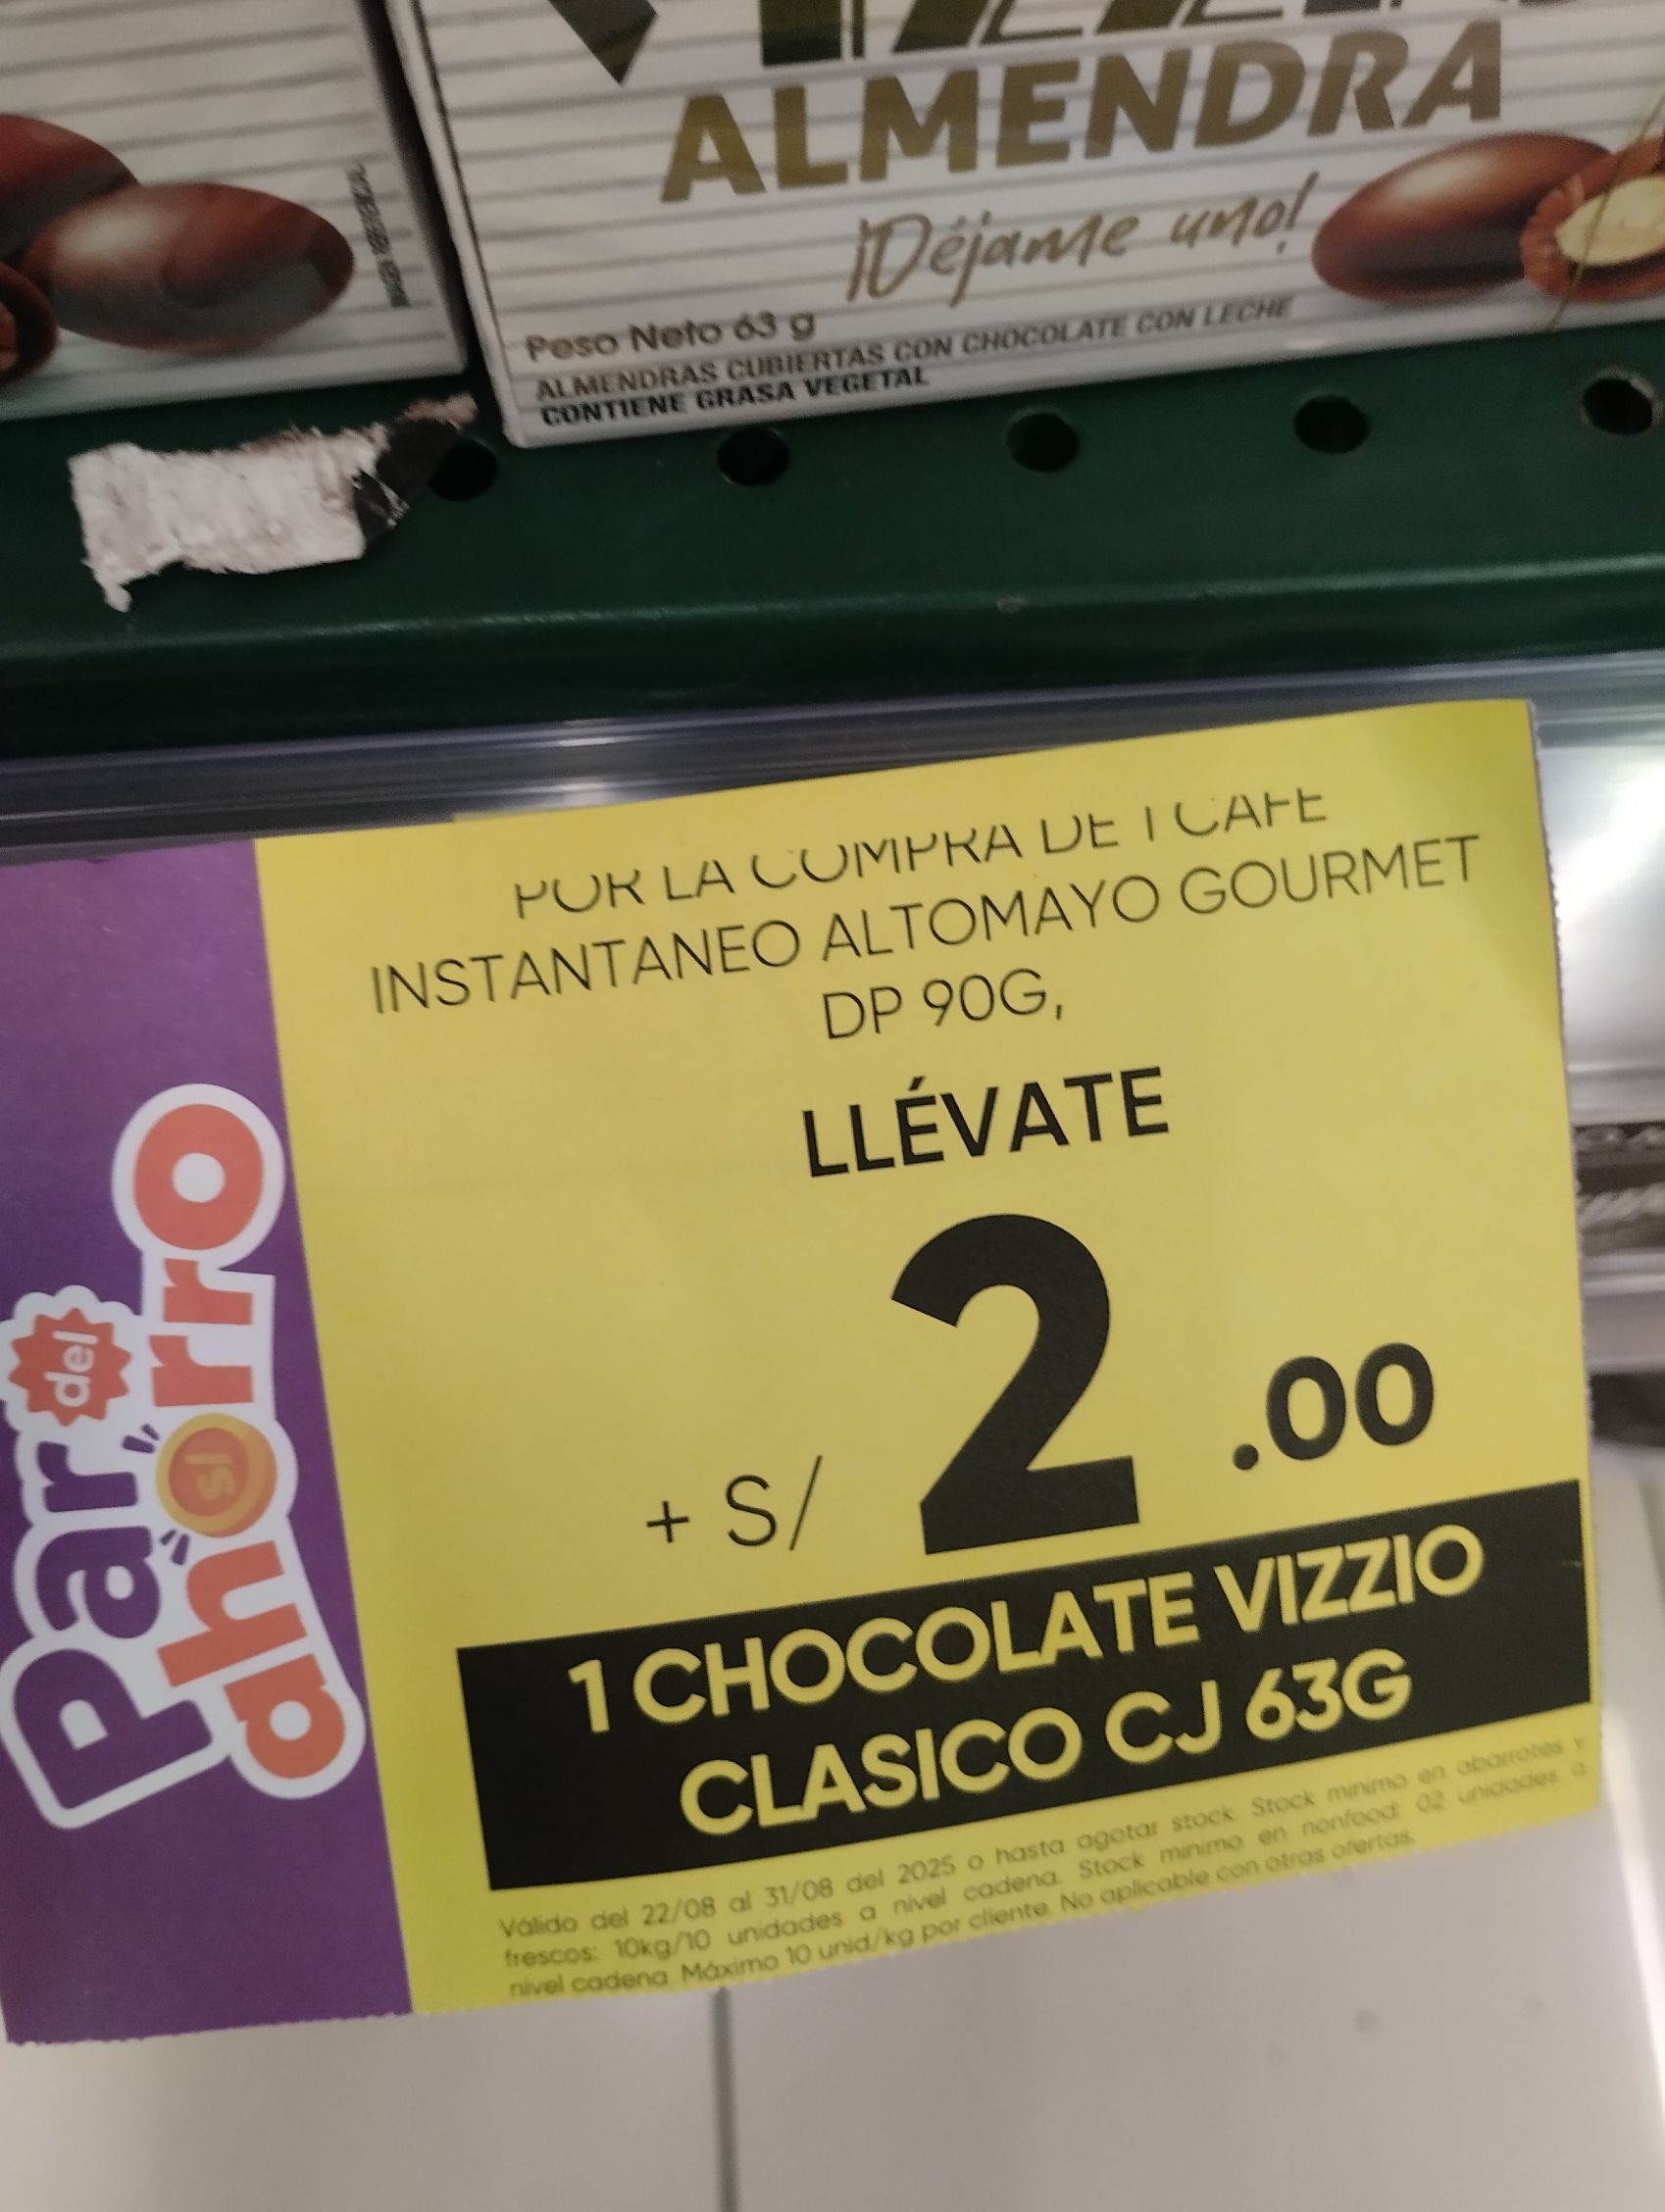 ALMENDRA
¡Déjame uno!
Peso Neto 63 g
ALMENDRAS CUBIERTAS CON CHOCOLATE CON LECHE
CONTIENE GRASA VEGETAL
Par del ahorro
S/
POR LA COMPRA DE 1 CAFE
INSTANTANEO ALTOMAYO GOURMET
DP 90G,
LLÉVATE
+ S/ 2.00
1 CHOCOLATE VIZZIO
CLASICO CJ 63G
Válido del 22/08 al 31/08 del 2025 o hasta agotar stock. Stock mínimo en abarrotes y
frescos: 10kg/10 unidades a nivel cadena. Stock mínimo en nonfood: 02 unidades a
nivel cadena. Máximo 10 unid/kg por cliente. No aplicable con otras ofertas.